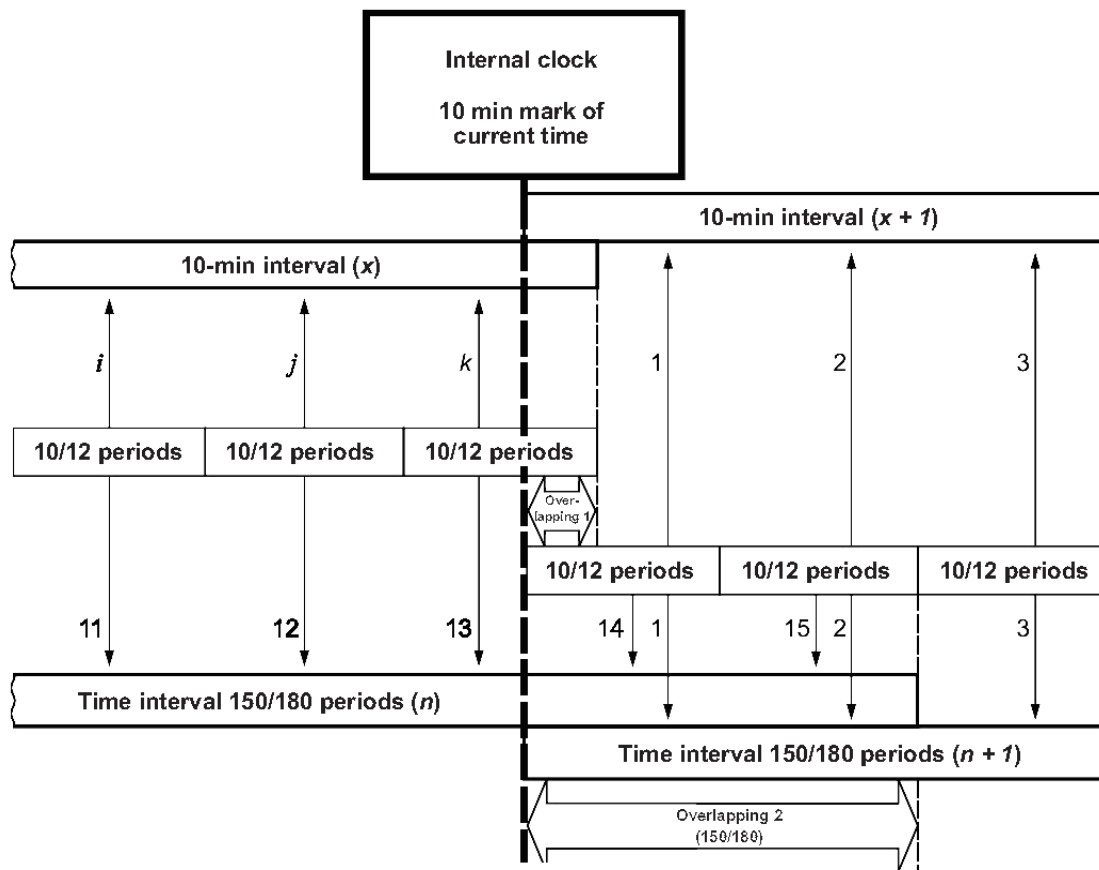 Internal clock
10 min mark of
current time
10-min interval (x + 1)
10-min interval (x)
i j k 1 2 3
10/12 periods 10/12 periods 10/12 periods
Over-
lapping 1
10/12 periods 10/12 periods 10/12 periods
11 12 13 14 1 15 2 3
Time interval 150/180 periods (n)
Time interval 150/180 periods (n + 1)
Overlapping 2
(150/180)